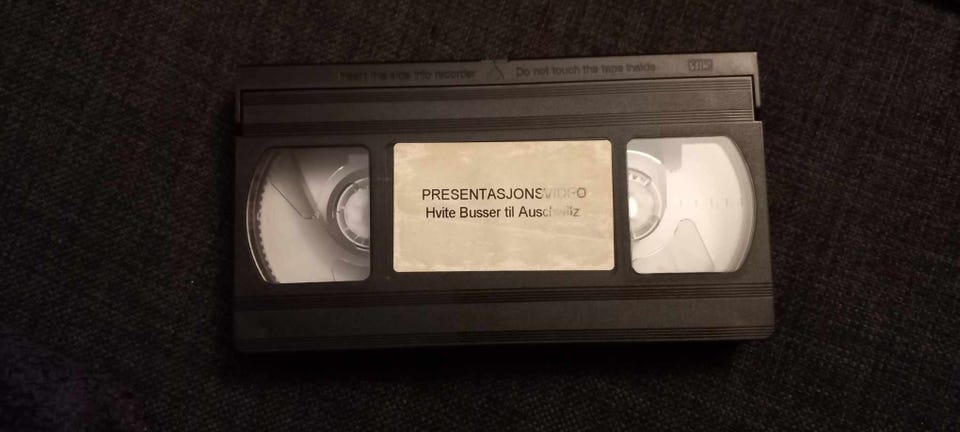 Insert this side into recorder Do not touch the tape inside VHS
PRESENTASJONSVIDEO
Hvite Busser til Auschwitz